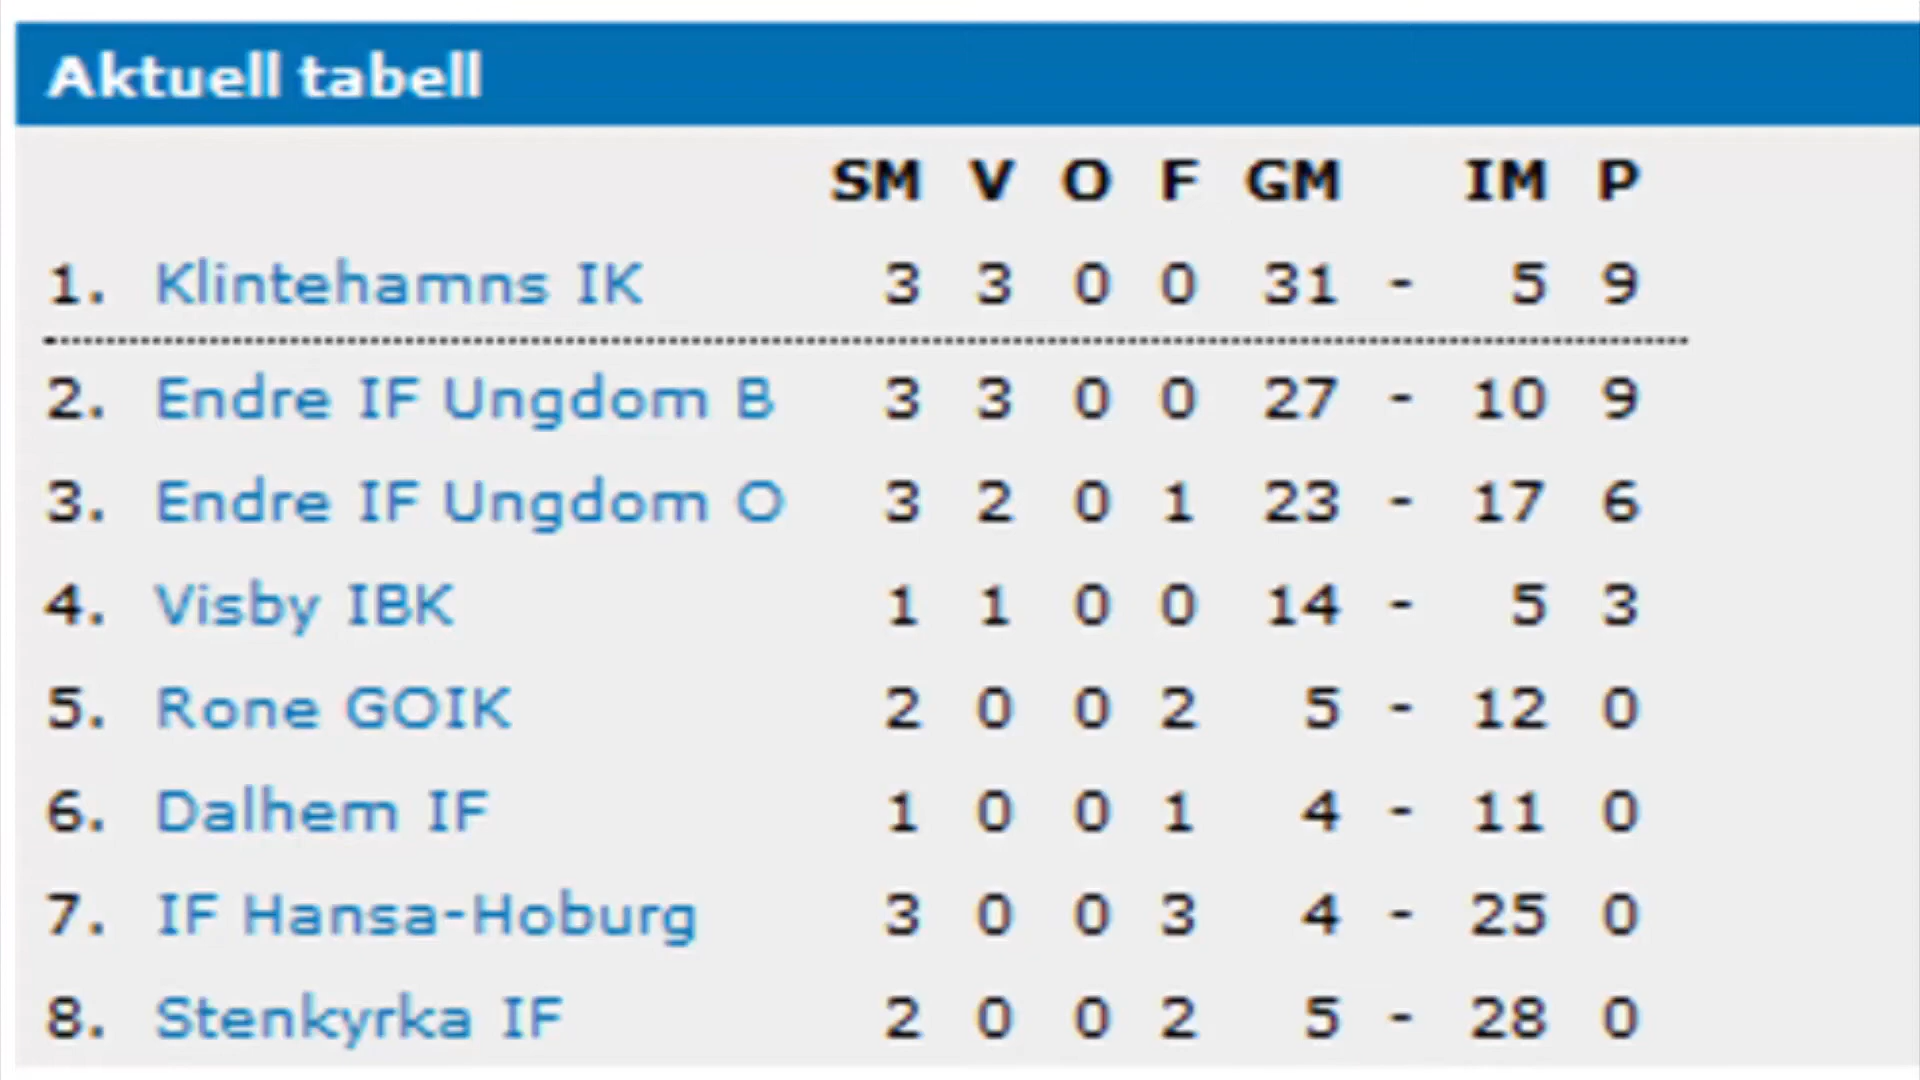 Aktuell tabell
SM V O F GM IM P
1. Klintehamns IK 3 3 0 0 31 - 5 9
2. Endre IF Ungdom B 3 3 0 0 27 - 10 9
3. Endre IF Ungdom O 3 2 0 1 23 - 17 6
4. Visby IBK 1 1 0 0 14 - 5 3
5. Rone GOIK 2 0 0 2 5 - 12 0
6. Dalhem IF 1 0 0 1 4 - 11 0
7. IF Hansa-Hoburg 3 0 0 3 4 - 25 0
8. Stenkyrka IF 2 0 0 2 5 - 28 0